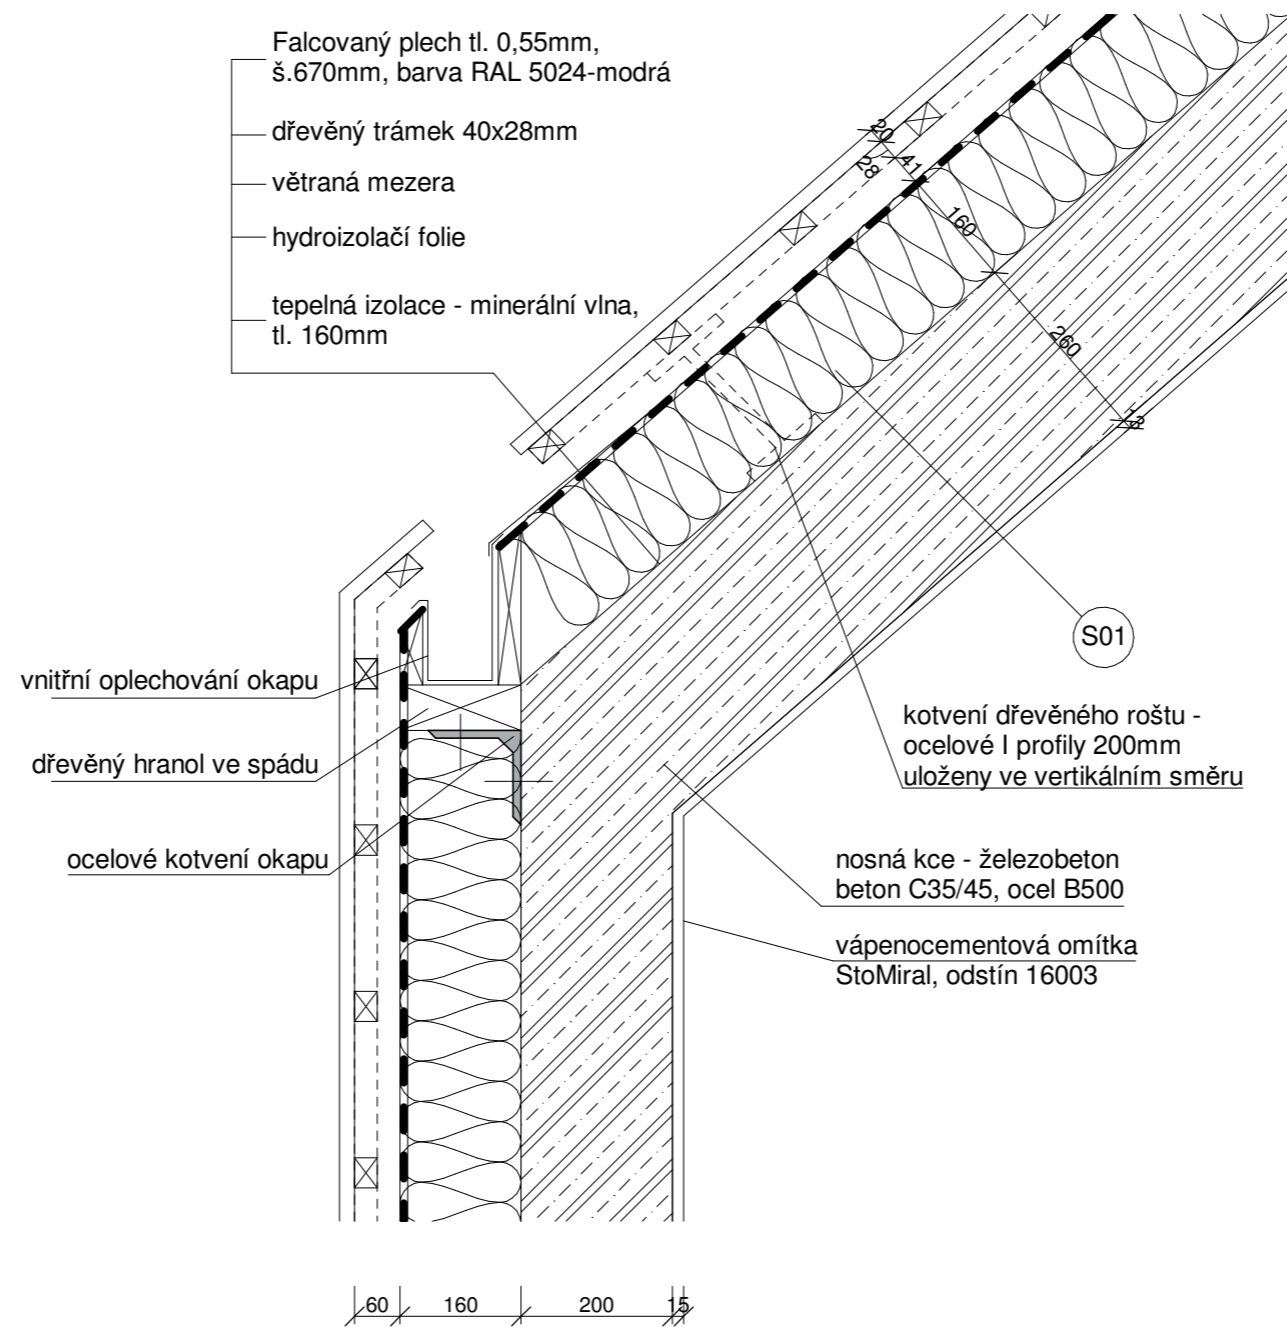 Falcovaný plech tl. 0,55mm,
š.670mm, barva RAL 5024-modrá
dřevěný trámek 40x28mm
větraná mezera
hydroizolačí folie
tepelná izolace - minerální vlna,
tl. 160mm
20
28
41
160
260
S01
vnitřní oplechování okapu
dřevěný hranol ve spádu
ocelové kotvení okapu
kotvení dřevěného roštu -
ocelové I profily 200mm
uloženy ve vertikálním směru
nosná kce - železobeton
beton C35/45, ocel B500
vápenocementová omítka
StoMiral, odstín 16003
60
160
200
15